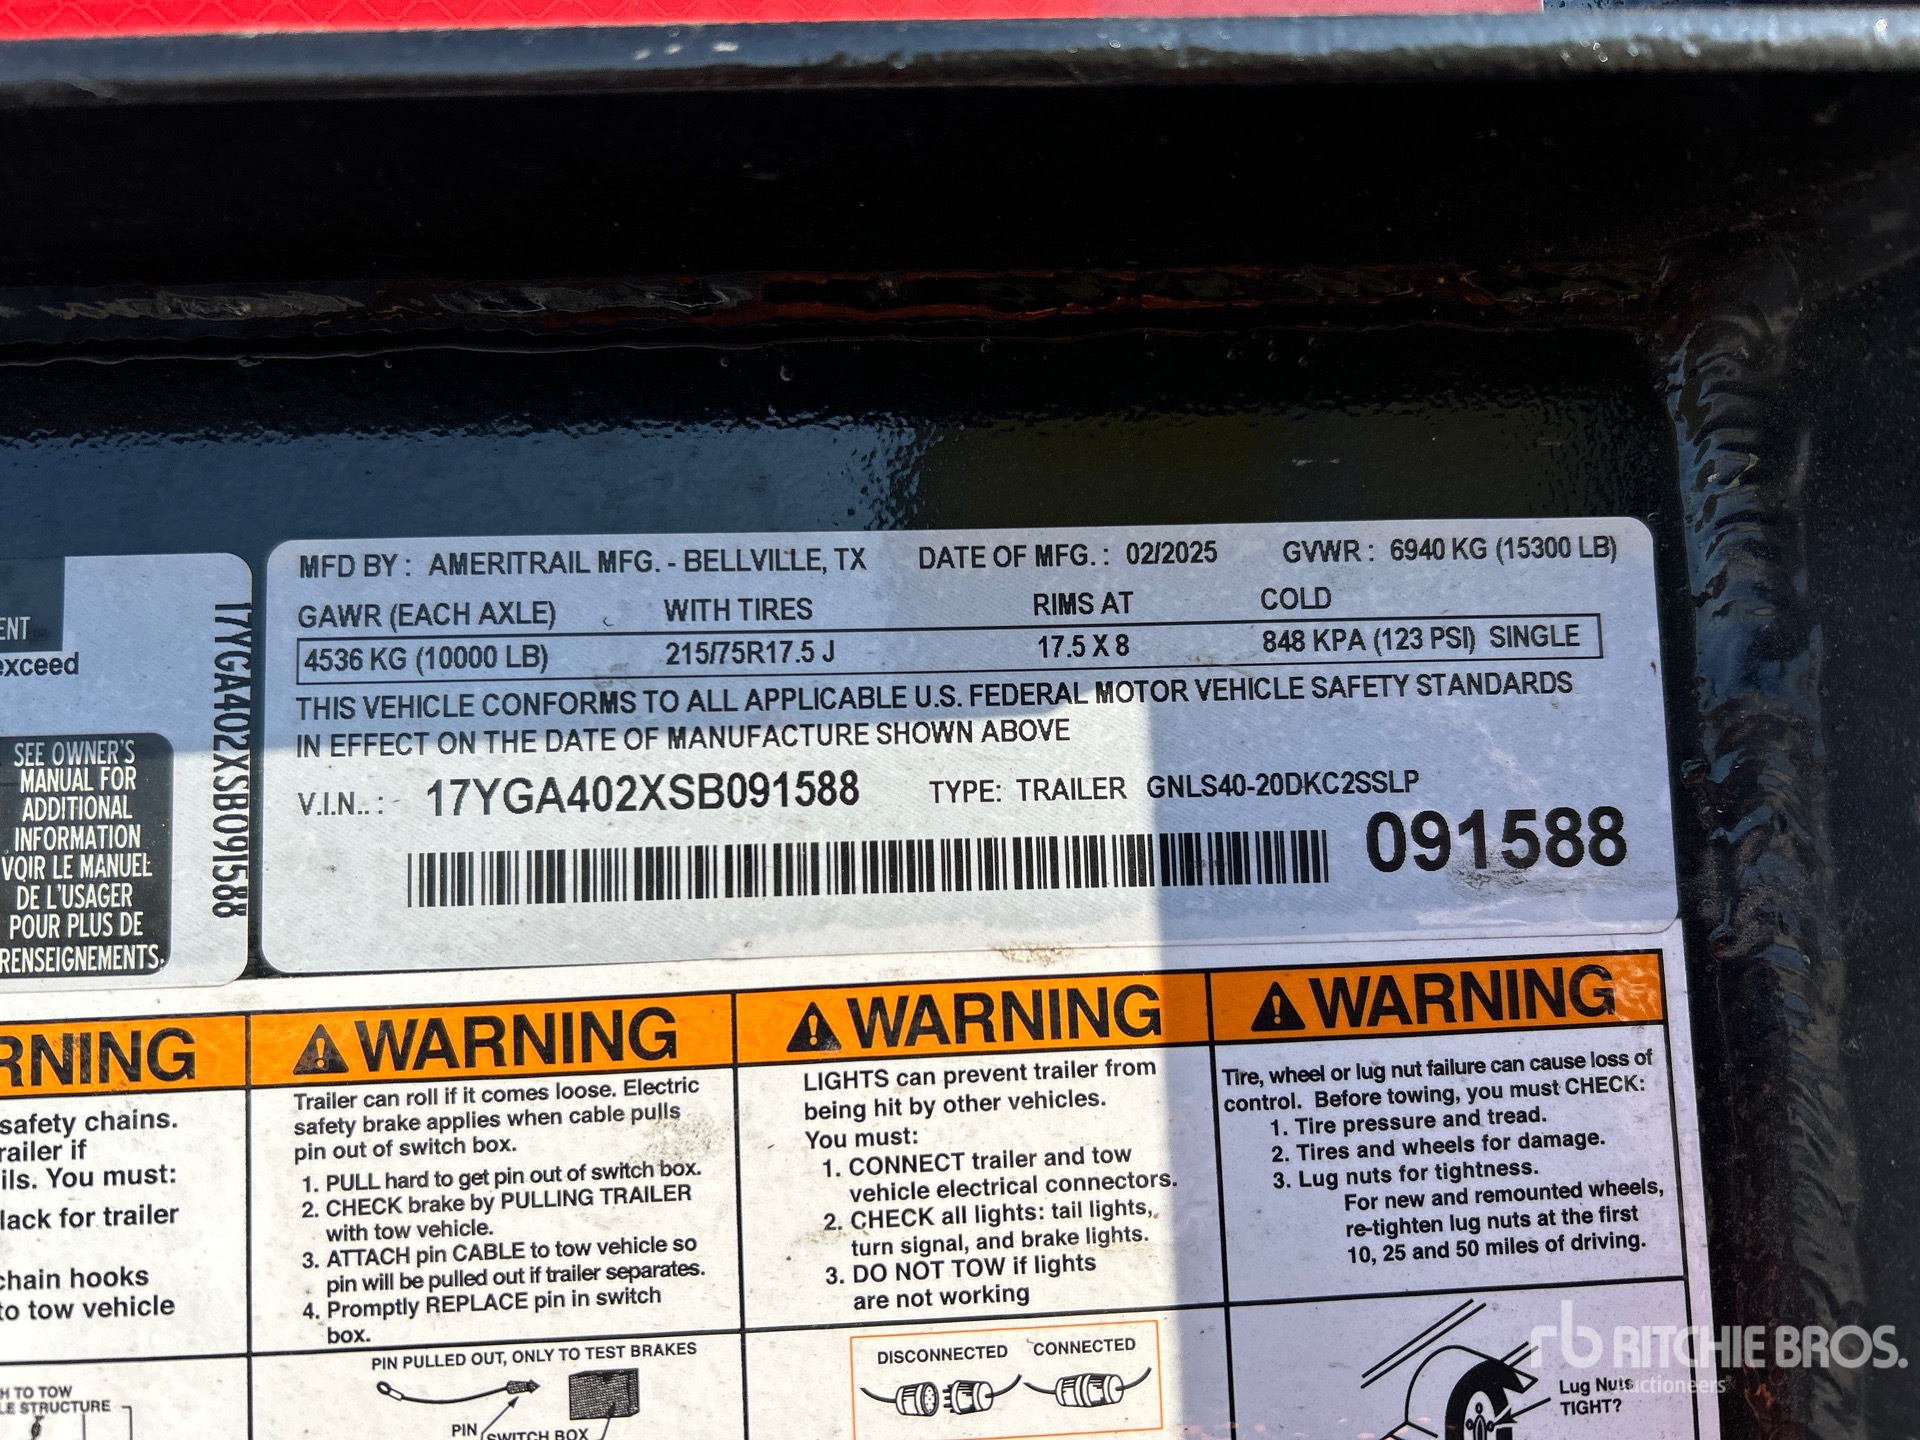 MFD BY : AMERITRAIL MFG. - BELLVILLE, TX DATE OF MFG. : 02/2025 GVWR : 6940 KG (15300 LB)
GAWR (EACH AXLE) WITH TIRES RIMS AT COLD
4536 KG (10000 LB) 215/75R17.5 J 17.5 X 8 848 KPA (123 PSI) SINGLE
THIS VEHICLE CONFORMS TO ALL APPLICABLE U.S. FEDERAL MOTOR VEHICLE SAFETY STANDARDS
IN EFFECT ON THE DATE OF MANUFACTURE SHOWN ABOVE
V.I.N.. : 17YGA402XSB091588 TYPE: TRAILER GNLS40-20DKC2SSLP
091588
17YGA402XSB091588
ENT
exceed
SEE OWNER'S
MANUAL FOR
ADDITIONAL
INFORMATION
VOIR LE MANUEL
DE L'USAGER
POUR PLUS DE
RENSEIGNEMENTS.
RNING
safety chains.
railer if
ils. You must:
lack for trailer
chain hooks
to tow vehicle
H TO TOW
LE STRUCTURE
WARNING
Trailer can roll if it comes loose. Electric
safety brake applies when cable pulls
pin out of switch box.
1. PULL hard to get pin out of switch box.
2. CHECK brake by PULLING TRAILER
with tow vehicle.
3. ATTACH pin CABLE to tow vehicle so
pin will be pulled out if trailer separates.
4. Promptly REPLACE pin in switch
box.
PIN PULLED OUT, ONLY TO TEST BRAKES
PIN
SWITCH BOX
WARNING
LIGHTS can prevent trailer from
being hit by other vehicles.
You must:
1. CONNECT trailer and tow
vehicle electrical connectors.
2. CHECK all lights: tail lights,
turn signal, and brake lights.
3. DO NOT TOW if lights
are not working
DISCONNECTED CONNECTED
WARNING
Tire, wheel or lug nut failure can cause loss of
control. Before towing, you must CHECK:
1. Tire pressure and tread.
2. Tires and wheels for damage.
3. Lug nuts for tightness.
For new and remounted wheels,
re-tighten lug nuts at the first
10, 25 and 50 miles of driving.
Lug Nuts
TIGHT?
rb RITCHIE BROS.
Auctioneers